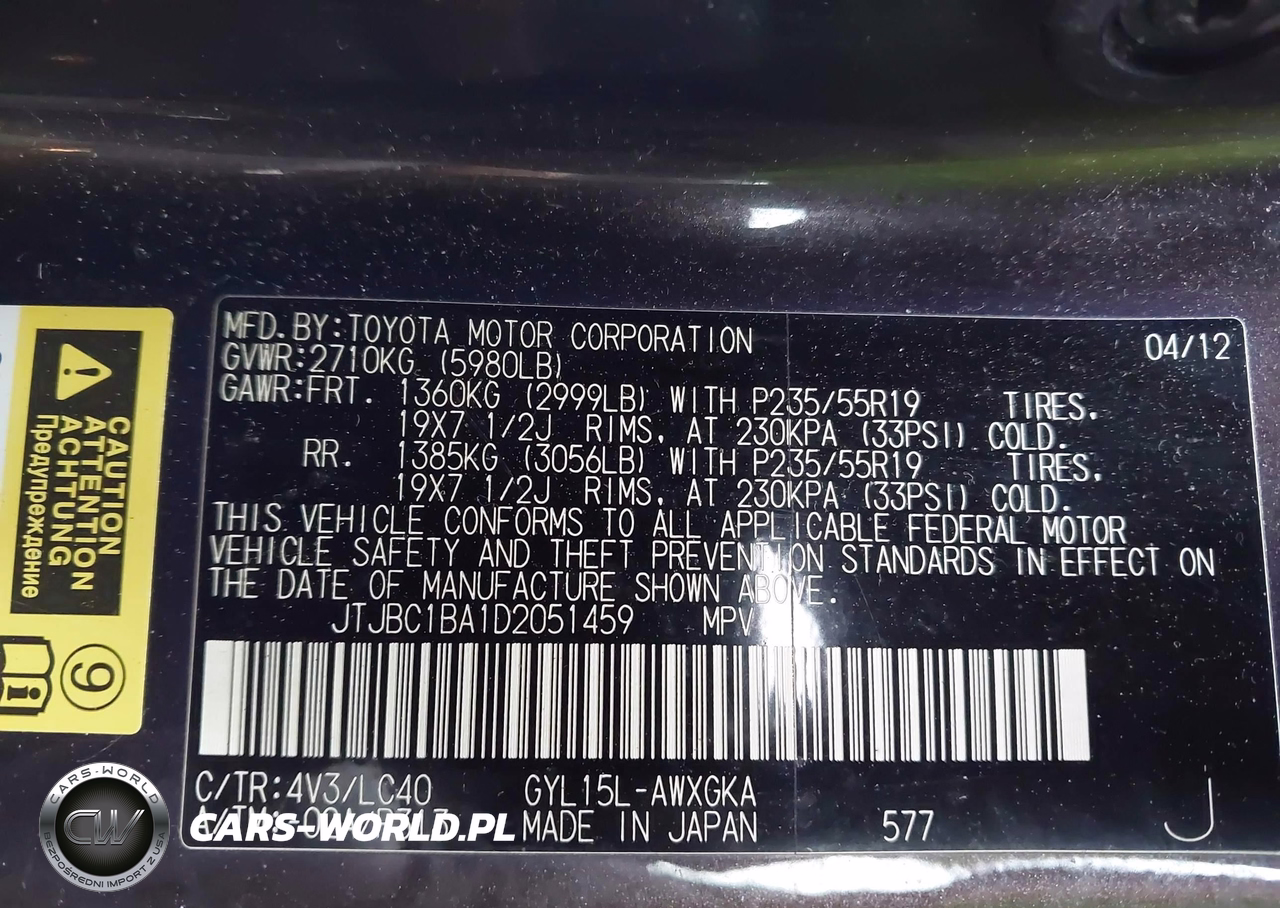 MFD. BY:TOYOTA MOTOR CORPORATION 04/12
GVWR:2710KG (5980LB)
GAWR:FRT. 1360KG (2999LB) WITH P235/55R19 TIRES,
19X7 1/2J RIMS, AT 230KPA (33PSI) COLD.
RR. 1385KG (3056LB) WITH P235/55R19 TIRES,
19X7 1/2J RIMS, AT 230KPA (33PSI) COLD.
THIS VEHICLE CONFORMS TO ALL APPLICABLE FEDERAL MOTOR
VEHICLE SAFETY AND THEFT PREVENTION STANDARDS IN EFFECT ON
THE DATE OF MANUFACTURE SHOWN ABOVE.
JTJBC1BA1D2051459 MPV
C/TR:4V3/LC40 GYL15L-AWXGKA
MADE IN JAPAN 577 J
CAUTION
ATTENTION
ACHTUNG
Предупреждение
9
i
CARS-WORLD
CW
BEZPOŚREDNI IMPORT Z USA
CARS-WORLD.PL